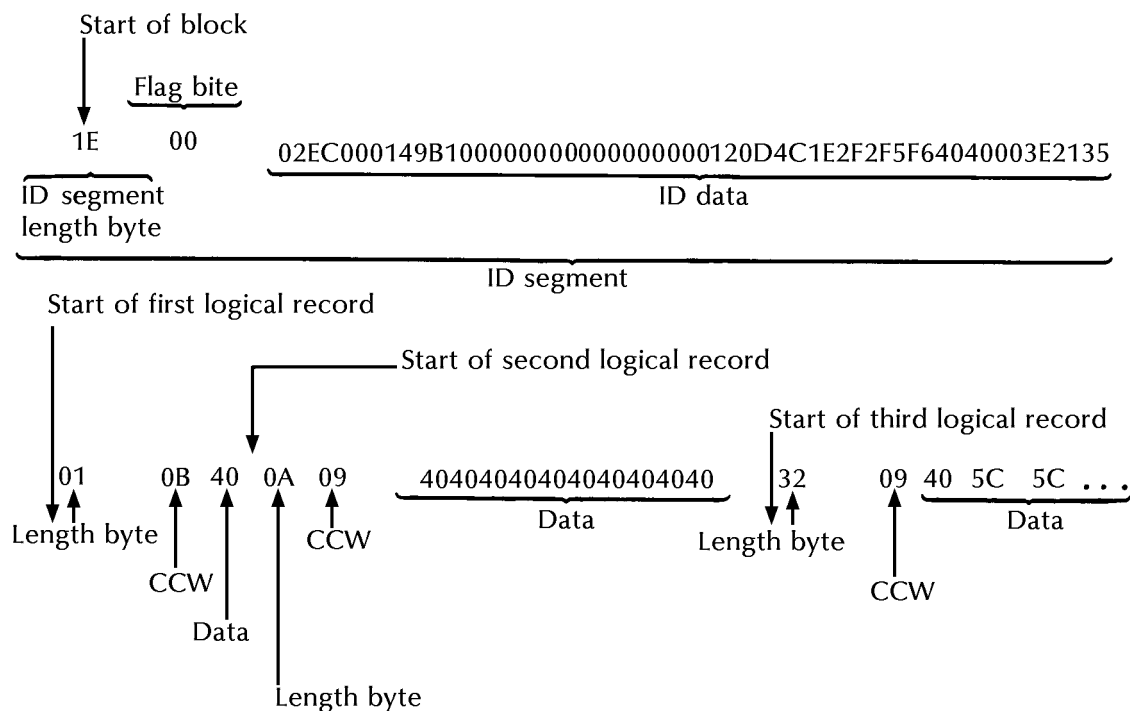 Start of block
Flag bite
1E 00 02EC000149B100000000000000000120D4C1E2F2F5F64040003E2135
ID segment
length byte
ID data
ID segment
Start of first logical record
Start of second logical record
Start of third logical record
01 0B 40 0A 09 40404040404040404040 32 09 40 5C 5C ...
Length byte
CCW
Data
Length byte
CCW
Data
Length byte
CCW
Data